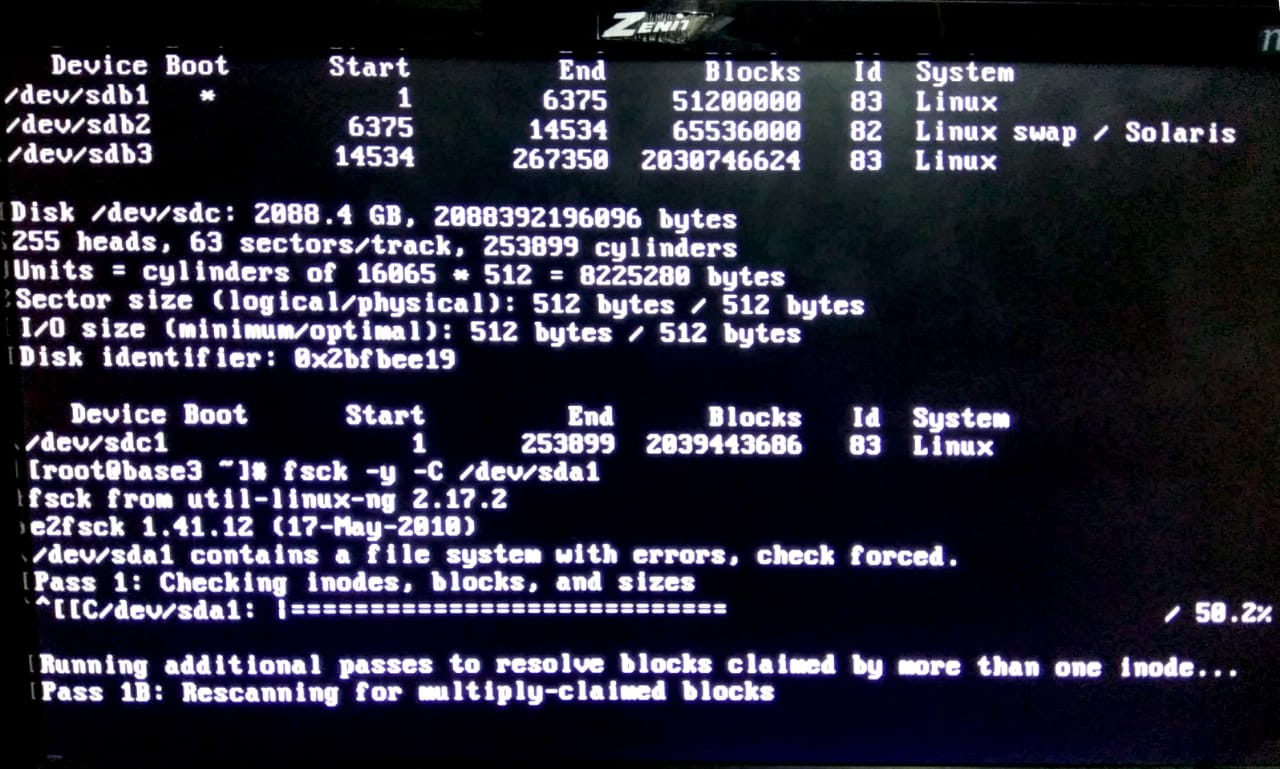 ZENIT
Device Boot Start End Blocks Id System
/dev/sdb1 * 1 6375 51200000 83 Linux
/dev/sdb2 6375 14534 65536000 82 Linux swap / Solaris
/dev/sdb3 14534 267350 2030746624 83 Linux
Disk /dev/sdc: 2088.4 GB, 2088392196096 bytes
255 heads, 63 sectors/track, 253899 cylinders
Units = cylinders of 16065 * 512 = 8225280 bytes
Sector size (logical/physical): 512 bytes / 512 bytes
I/O size (minimum/optimal): 512 bytes / 512 bytes
Disk identifier: 0x2bfbee19
Device Boot Start End Blocks Id System
/dev/sdc1 1 253899 2039443686 83 Linux
[root@base3 ~]# fsck -y -C /dev/sda1
fsck from util-linux-ng 2.17.2
e2fsck 1.41.12 (17-May-2010)
/dev/sda1 contains a file system with errors, check forced.
Pass 1: Checking inodes, blocks, and sizes
^[[C/dev/sda1: |============================ / 50.2%
Running additional passes to resolve blocks claimed by more than one inode...
Pass 1B: Rescanning for multiply-claimed blocks